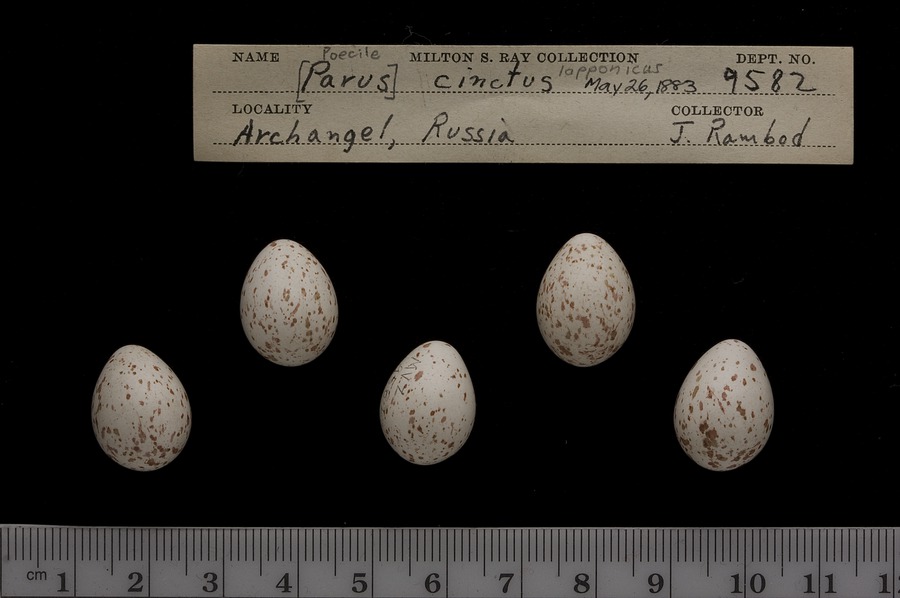 Poecile
NAME MILTON S. RAY COLLECTION DEPT. NO.
lapponicus
[Parus] cinctus May 26, 1883 9582
LOCALITY COLLECTOR
Archangel, Russia J. Rambod
cm 1 2 3 4 5 6 7 8 9 10 11